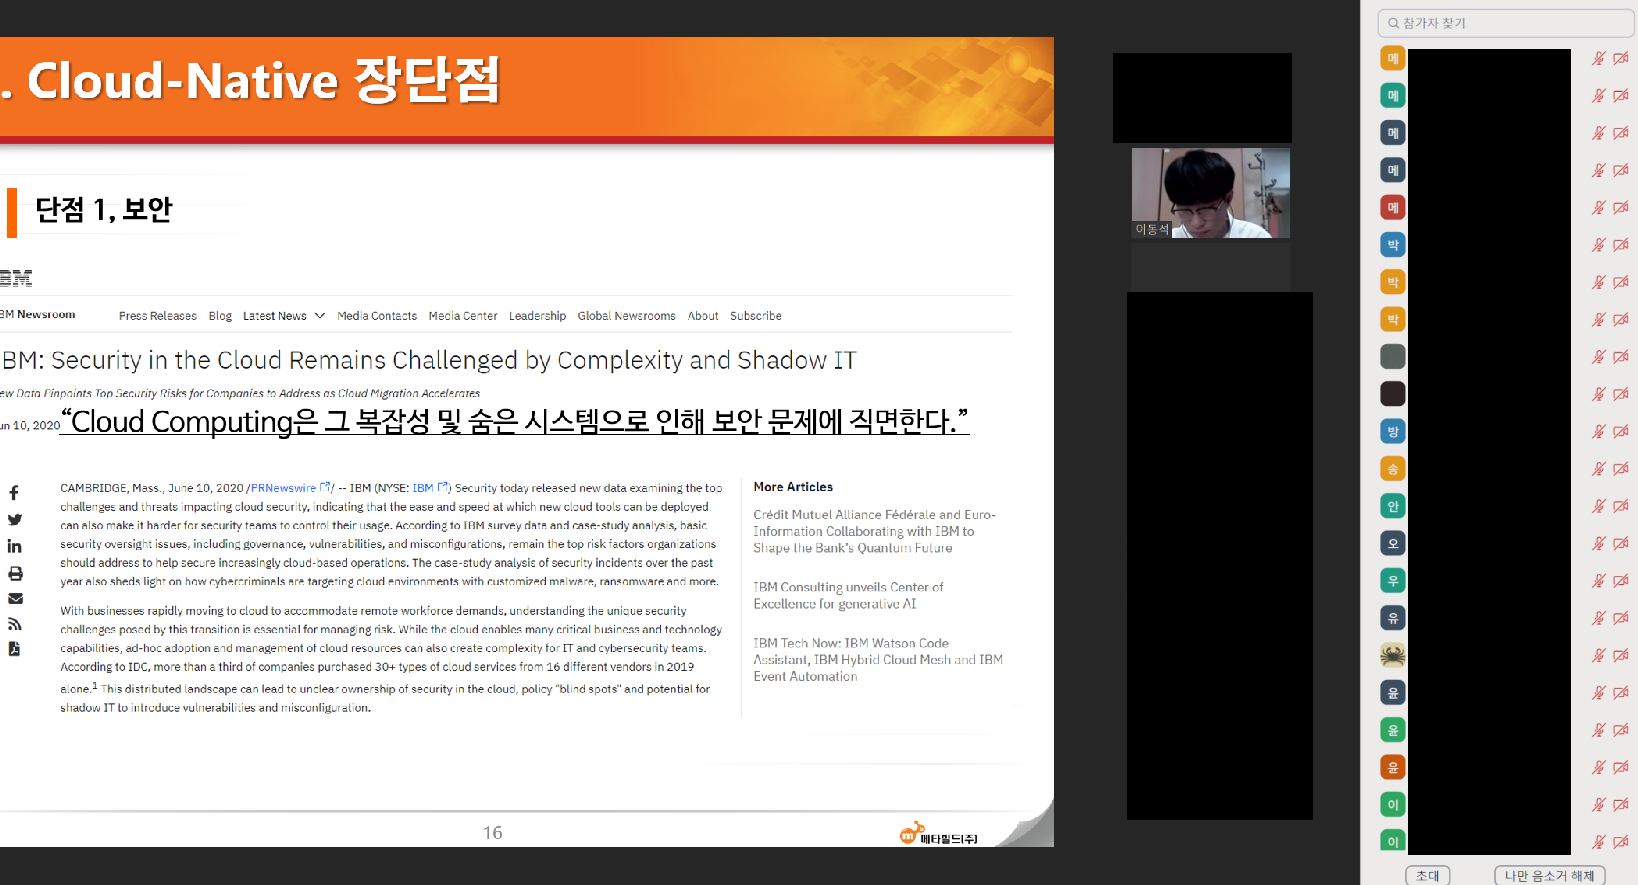 . Cloud-Native 장단점
단점 1, 보안
IBM
BM Newsroom
Press Releases Blog Latest News Media Contacts Media Center Leadership Global Newsrooms About Subscribe
BM: Security in the Cloud Remains Challenged by Complexity and Shadow IT
ew Data Pinpoints Top Security Risks for Companies to Address as Cloud Migration Accelerates
un 10, 2020
“Cloud Computing은 그 복잡성 및 숨은 시스템으로 인해 보안 문제에 직면한다.”
CAMBRIDGE, Mass., June 10, 2020 /PRNewswire / -- IBM (NYSE: IBM ) Security today released new data examining the top
challenges and threats impacting cloud security, indicating that the ease and speed at which new cloud tools can be deployed
can also make it harder for security teams to control their usage. According to IBM survey data and case-study analysis, basic
security oversight issues, including governance, vulnerabilities, and misconfigurations, remain the top risk factors organizations
should address to help secure increasingly cloud-based operations. The case-study analysis of security incidents over the past
year also sheds light on how cybercriminals are targeting cloud environments with customized malware, ransomware and more.
With businesses rapidly moving to cloud to accommodate remote workforce demands, understanding the unique security
challenges posed by this transition is essential for managing risk. While the cloud enables many critical business and technology
capabilities, ad-hoc adoption and management of cloud resources can also create complexity for IT and cybersecurity teams.
According to IDC, more than a third of companies purchased 30+ types of cloud services from 16 different vendors in 2019
alone.1 This distributed landscape can lead to unclear ownership of security in the cloud, policy "blind spots" and potential for
shadow IT to introduce vulnerabilities and misconfiguration.
More Articles
Crédit Mutuel Alliance Fédérale and Euro-
Information Collaborating with IBM to
Shape the Bank's Quantum Future
IBM Consulting unveils Center of
Excellence for generative AI
IBM Tech Now: IBM Watson Code
Assistant, IBM Hybrid Cloud Mesh and IBM
Event Automation
16
메타빌드(주)
이동석
참가자 찾기
메
메
메
메
메
박
박
박
방
송
안
오
우
유
윤
윤
윤
이
이
초대
나만 음소거 해제